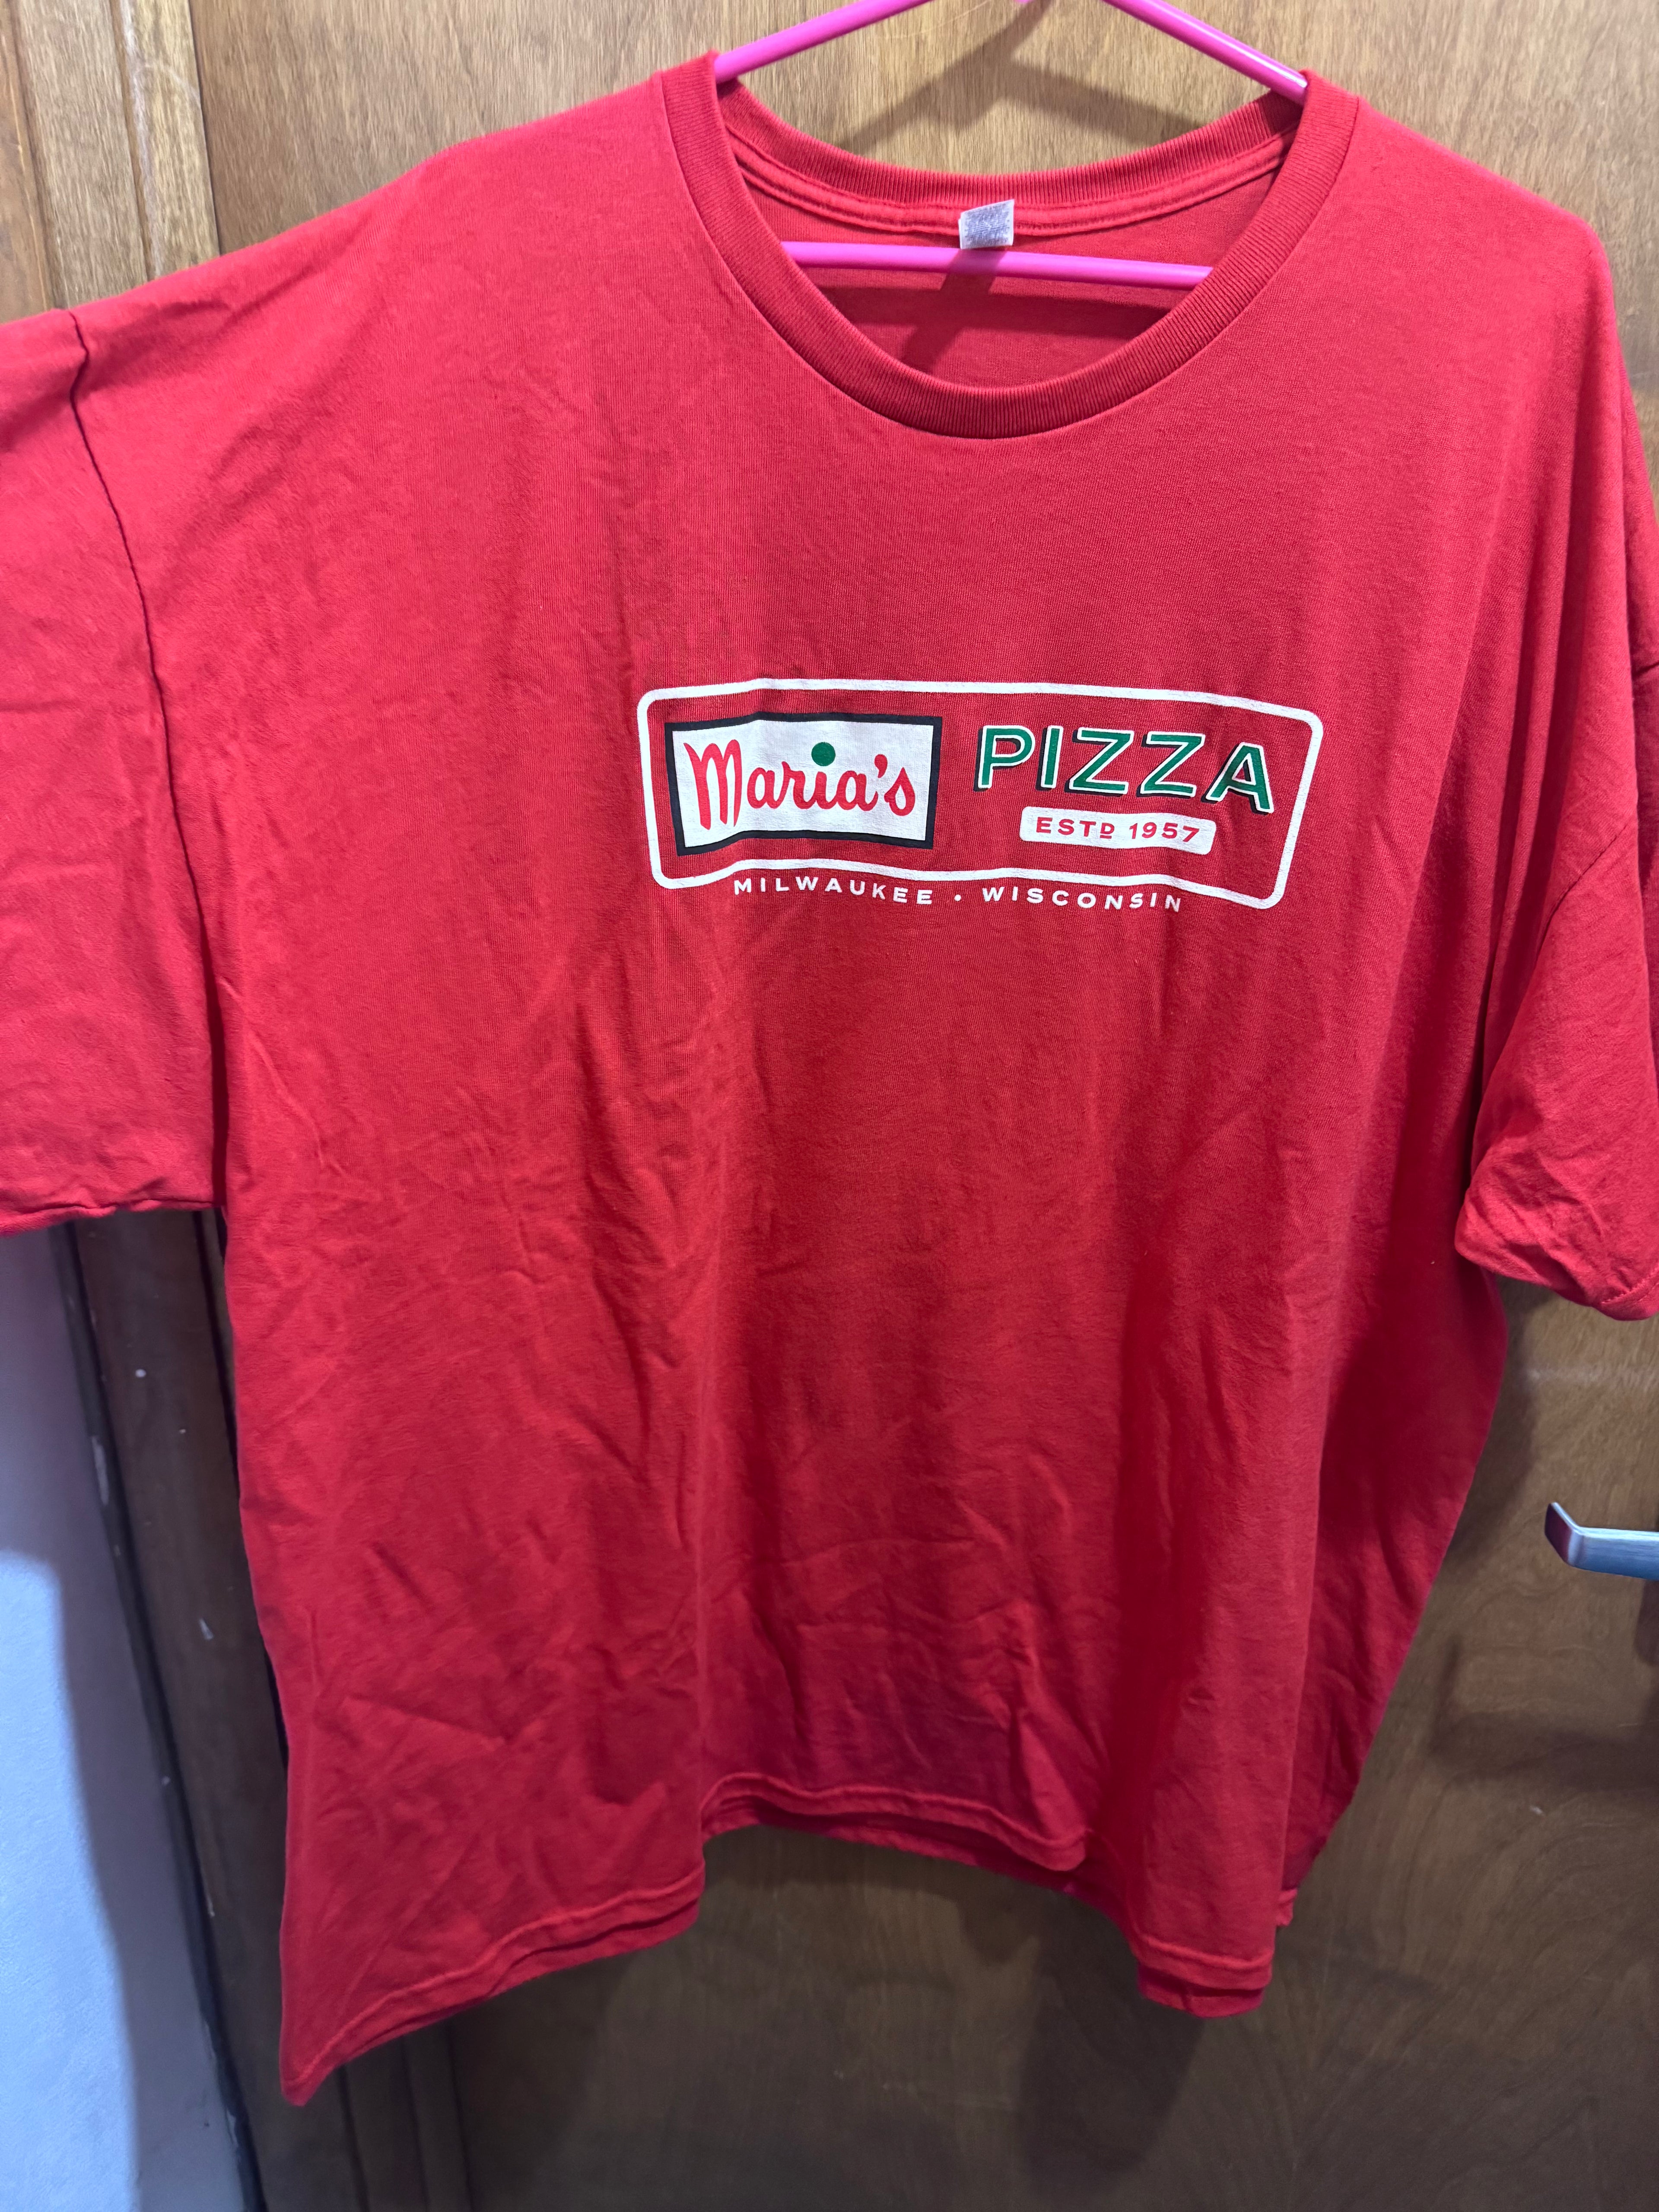 Maria's
PIZZA
ESTD 1957
MILWAUKEE • WISCONSIN